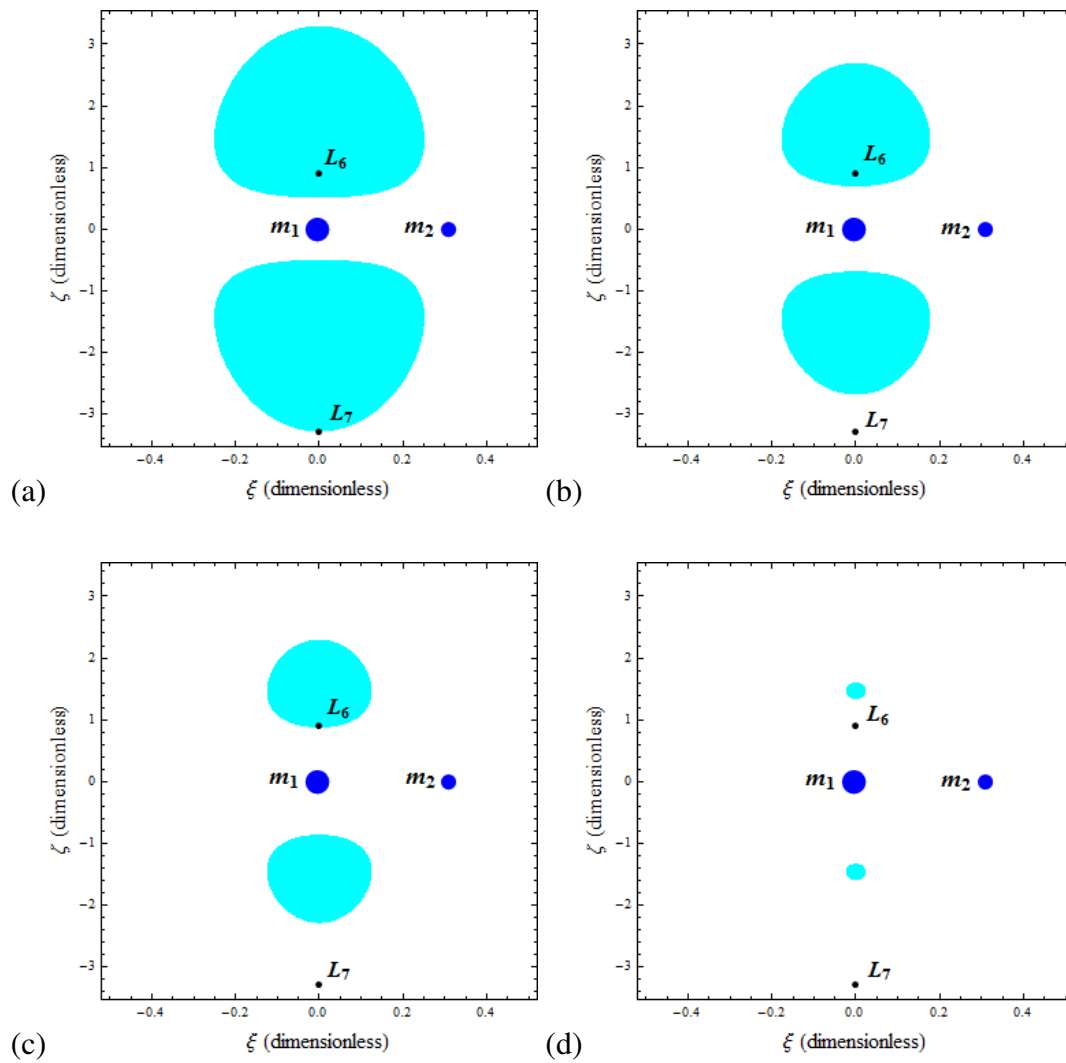 3
2
1
0
−1
−2
−3
ζ (dimensionless)
L6
m1
m2
L7
−0.4 −0.2 0.0 0.2 0.4
ξ (dimensionless)
(a)
3
2
1
0
−1
−2
−3
ζ (dimensionless)
L6
m1
m2
L7
−0.4 −0.2 0.0 0.2 0.4
ξ (dimensionless)
(b)
3
2
1
0
−1
−2
−3
ζ (dimensionless)
L6
m1
m2
L7
−0.4 −0.2 0.0 0.2 0.4
ξ (dimensionless)
(c)
3
2
1
0
−1
−2
−3
ζ (dimensionless)
L6
m1
m2
L7
−0.4 −0.2 0.0 0.2 0.4
ξ (dimensionless)
(d)